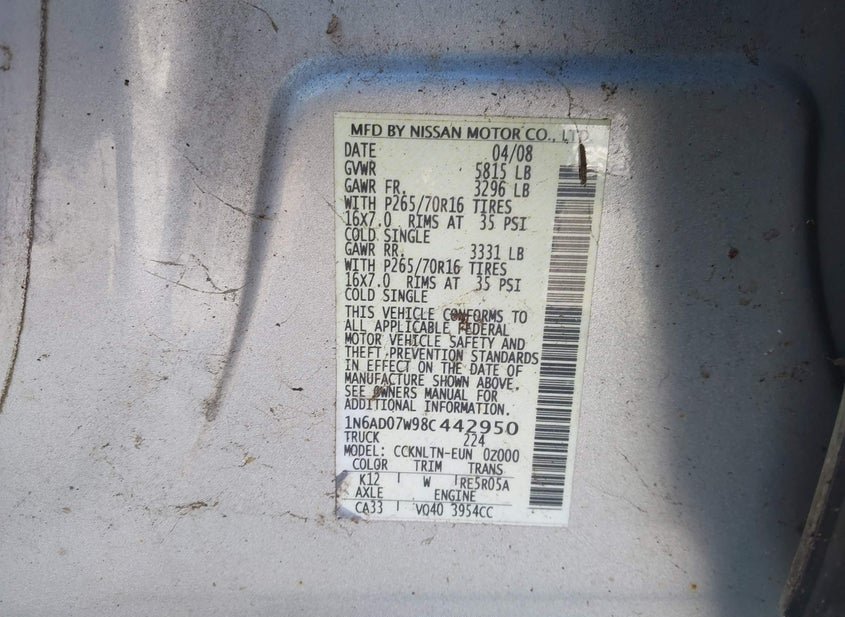 MFD BY NISSAN MOTOR CO., LTD
DATE 04/08
GVWR 5815 LB
GAWR FR. 3296 LB
WITH P265/70R16 TIRES
16X7.0 RIMS AT 35 PSI
COLD SINGLE
GAWR RR. 3331 LB
WITH P265/70R16 TIRES
16X7.0 RIMS AT 35 PSI
COLD SINGLE
THIS VEHICLE CONFORMS TO
ALL APPLICABLE FEDERAL
MOTOR VEHICLE SAFETY AND
THEFT PREVENTION STANDARDS
IN EFFECT ON THE DATE OF
MANUFACTURE SHOWN ABOVE.
SEE OWNERS MANUAL FOR
ADDITIONAL INFORMATION.
1N6AD07W98C442950
TRUCK 224
MODEL: CCKNLTN-EUN 0Z000
COLOR TRIM TRANS
K12 W RE5R05A
AXLE ENGINE
CA33 VQ40 3954CC